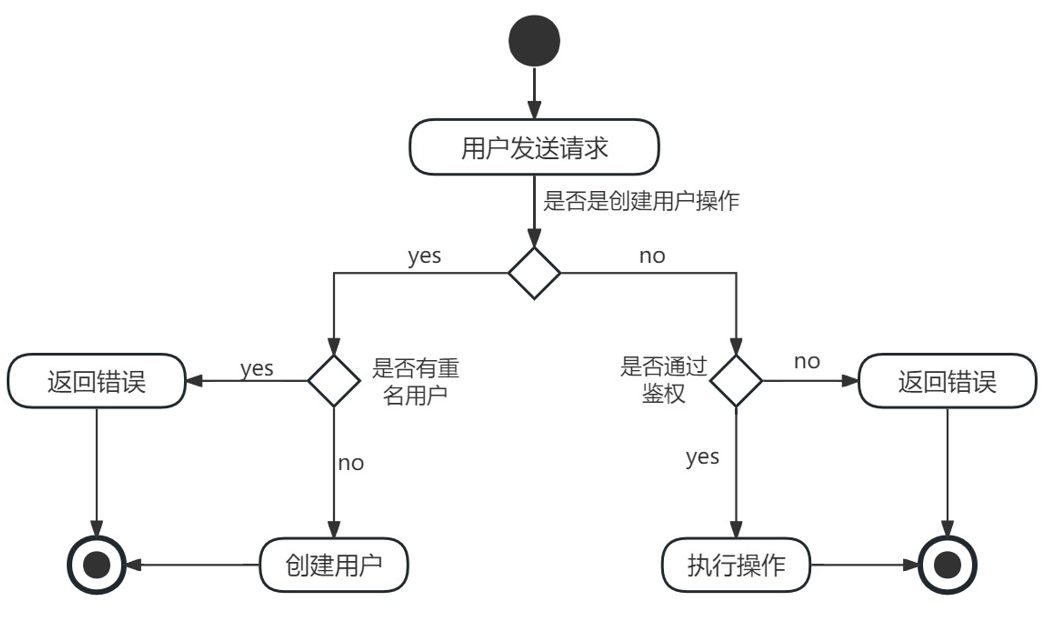 用户发送请求
是否是创建用户操作
yes
no
返回错误
yes
是否有重
名用户
是否通过
鉴权
no
返回错误
no
yes
创建用户
执行操作